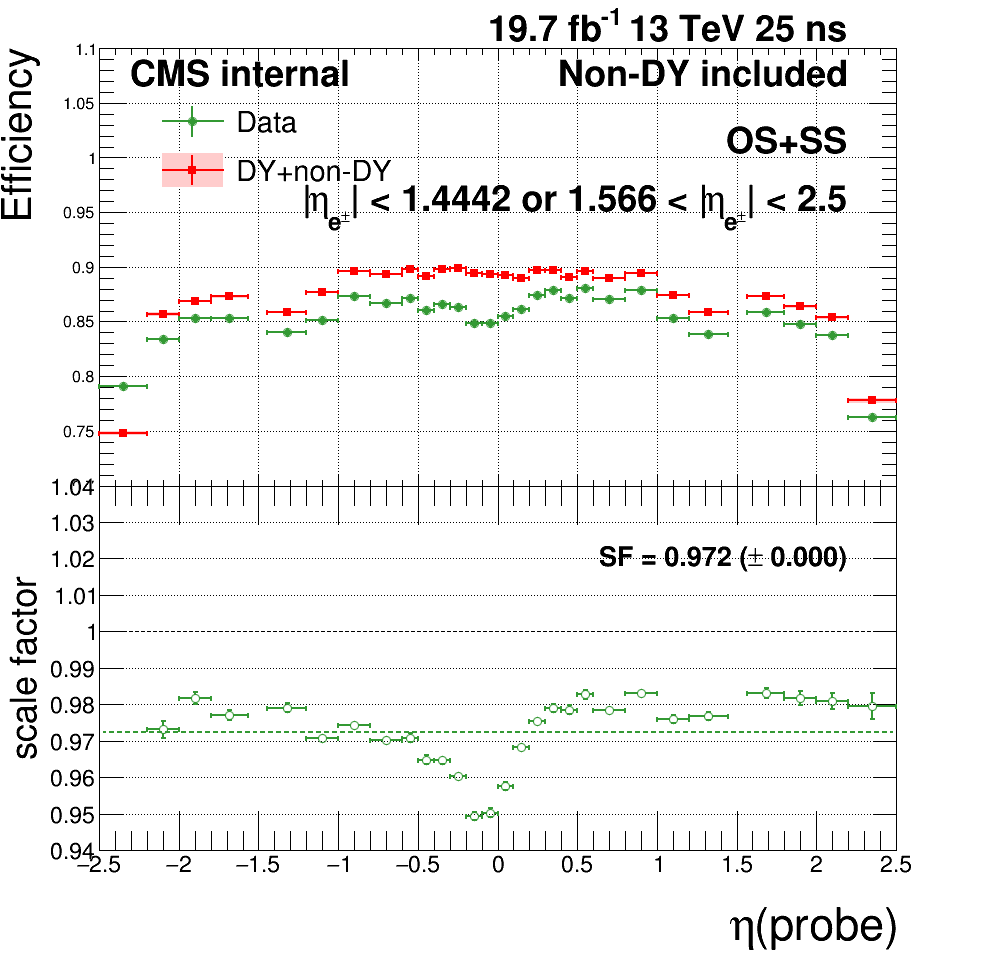 19.7 fb⁻¹ 13 TeV 25 ns
Efficiency
CMS internal
Non-DY included
Data
OS+SS
DY+non-DY
|η_e±| < 1.4442 or 1.566 < |η_e±| < 2.5
1.1
1.05
1
0.95
0.9
0.85
0.8
0.75
scale factor
SF = 0.972 (± 0.000)
1.04
1.03
1.02
1.01
1
0.99
0.98
0.97
0.96
0.95
0.94
−2.5 −2 −1.5 −1 −0.5 0 0.5 1 1.5 2 2.5
η(probe)